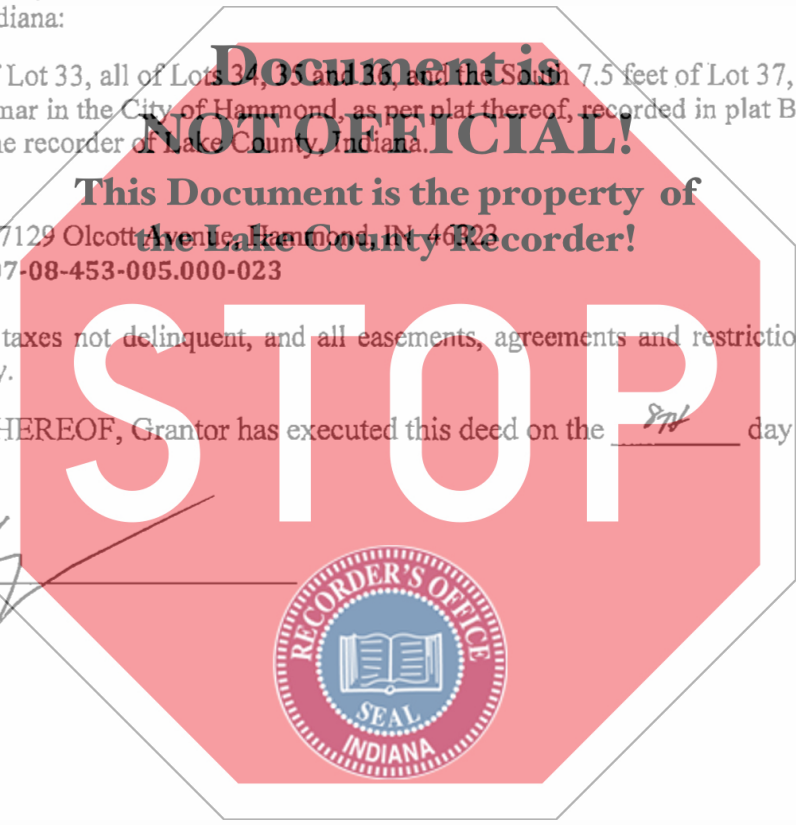 diana:
Document is
Lot 33, all of Lots 34, 35 and 36, and the South 7.5 feet of Lot 37,
mar in the City of Hammond, as per plat thereof, recorded in plat B
NOT OFFICIAL!
e recorder of Lake County, Indiana.
This Document is the property of
7129 Olcott Avenue, Hammond, IN 46323
the Lake County Recorder!
7-08-453-005.000-023
taxes not delinquent, and all easements, agreements and restrictio
y.
STOP
HEREOF, Grantor has executed this deed on the 8th day
RECORDER'S OFFICE
SEAL
INDIANA